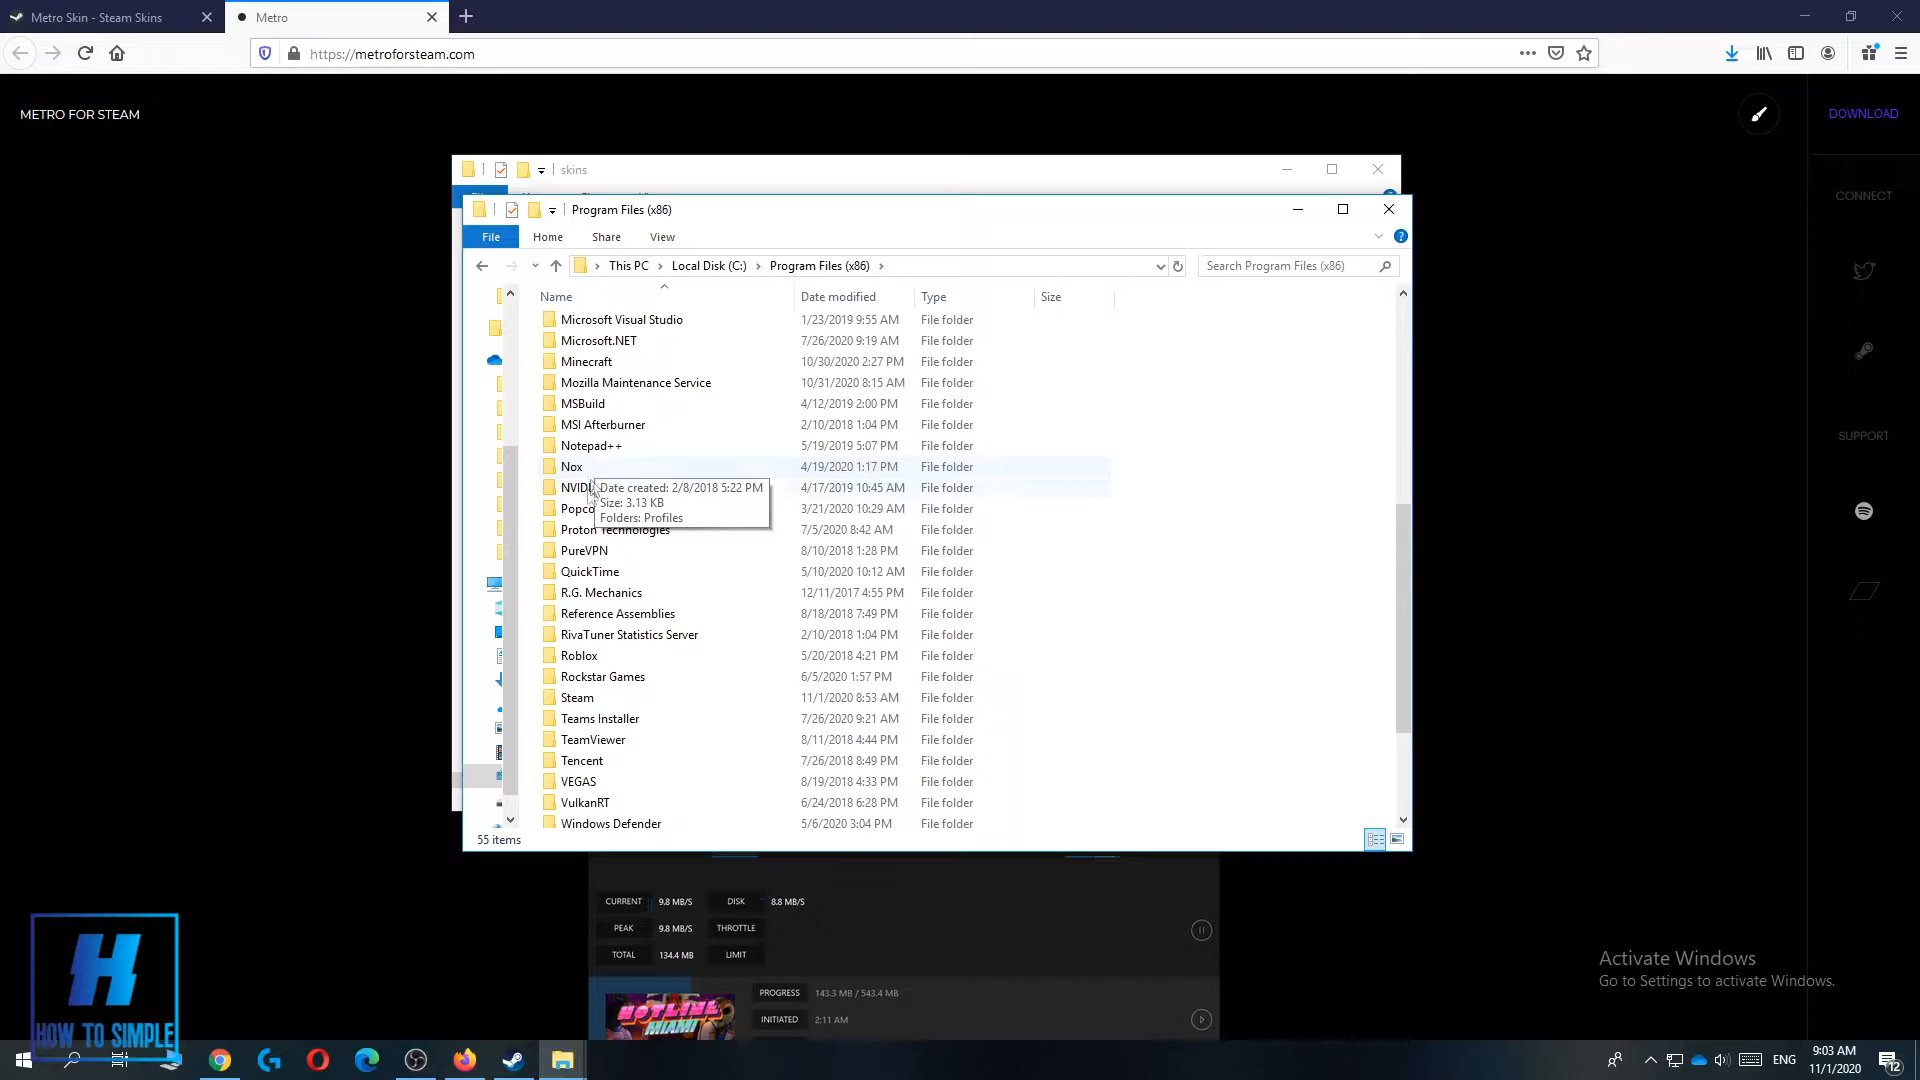 Metro Skin - Steam Skins
Metro
https://metroforsteam.com
METRO FOR STEAM
DOWNLOAD
CONNECT
SUPPORT
skins
Program Files (x86)
File Home Share View
This PC > Local Disk (C:) > Program Files (x86) >
Search Program Files (x86)
Name Date modified Type Size
Microsoft Visual Studio 1/23/2019 9:55 AM File folder
Microsoft.NET 7/26/2020 9:19 AM File folder
Minecraft 10/30/2020 2:27 PM File folder
Mozilla Maintenance Service 10/31/2020 8:15 AM File folder
MSBuild 4/12/2019 2:00 PM File folder
MSI Afterburner 2/10/2018 1:04 PM File folder
Notepad++ 5/19/2019 5:07 PM File folder
Nox 4/19/2020 1:17 PM File folder
4/17/2019 10:45 AM File folder
3/21/2020 10:29 AM File folder
Date created: 2/8/2018 5:22 PM
Size: 3.13 KB
Folders: Profiles
Proton Technologies 7/5/2020 8:42 AM File folder
PureVPN 8/10/2018 1:28 PM File folder
QuickTime 5/10/2020 10:12 AM File folder
R.G. Mechanics 12/11/2017 4:55 PM File folder
Reference Assemblies 8/18/2018 7:49 PM File folder
RivaTuner Statistics Server 2/10/2018 1:04 PM File folder
Roblox 5/20/2018 4:21 PM File folder
Rockstar Games 6/5/2020 1:57 PM File folder
Steam 11/1/2020 8:53 AM File folder
Teams Installer 7/26/2020 9:21 AM File folder
TeamViewer 8/11/2018 4:44 PM File folder
Tencent 7/26/2020 8:49 PM File folder
VEGAS 8/19/2018 4:33 PM File folder
VulkanRT 6/24/2018 6:28 PM File folder
Windows Defender 5/6/2020 3:04 PM File folder
55 items
CURRENT 9.8 MB/S DISK 8.8 MB/S
PEAK 9.8 MB/S THROTTLE
TOTAL 134.4 MB LIMIT
PROGRESS 143.3 MB / 543.4 MB
INITIATED 2:11 AM
HOTLINE
MIAMI
Activate Windows
Go to Settings to activate Windows.
H
HOW TO SIMPLE
ENG
9:03 AM
11/1/2020
12